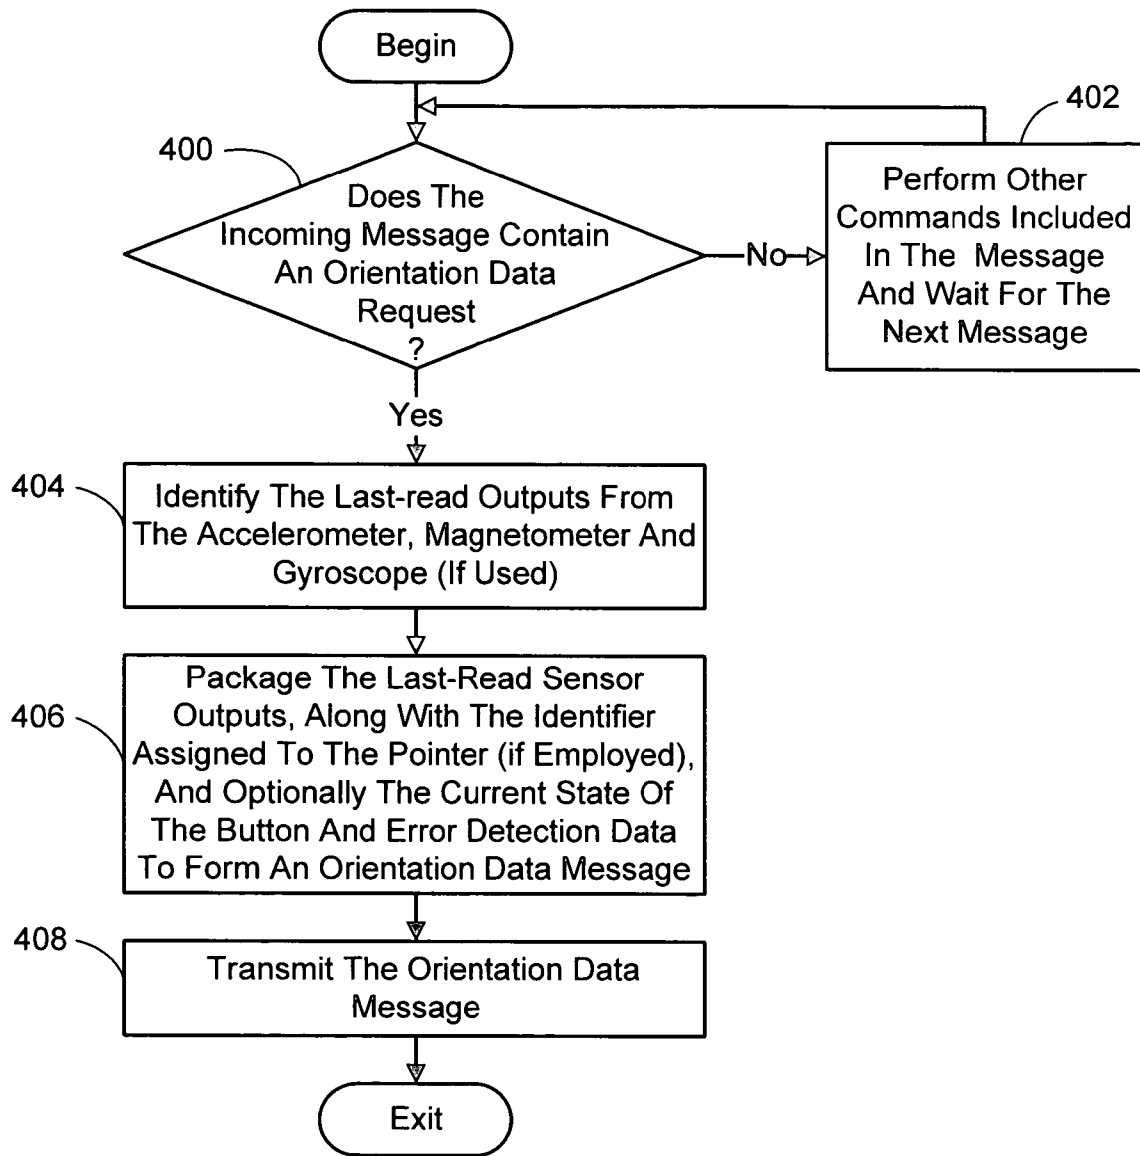 Begin
400
Does The
Incoming Message Contain
An Orientation Data
Request
?
No
402
Perform Other
Commands Included
In The Message
And Wait For The
Next Message
Yes
404
Identify The Last-read Outputs From
The Accelerometer, Magnetometer And
Gyroscope (If Used)
406
Package The Last-Read Sensor
Outputs, Along With The Identifier
Assigned To The Pointer (if Employed),
And Optionally The Current State Of
The Button And Error Detection Data
To Form An Orientation Data Message
408
Transmit The Orientation Data
Message
Exit